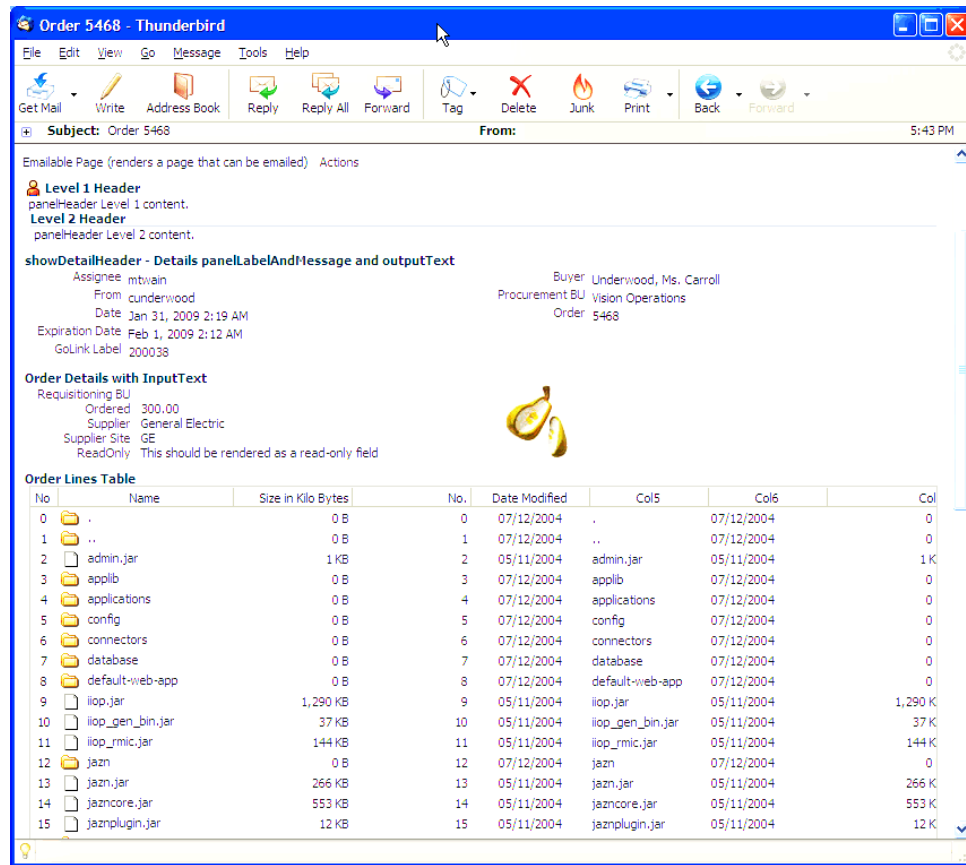 Order 5468 - Thunderbird
File Edit View Go Message Tools Help
Get Mail Write Address Book Reply Reply All Forward Tag Delete Junk Print Back Forward
Subject: Order 5468 From: 5:43 PM
Emailable Page (renders a page that can be emailed) Actions
Level 1 Header
panelHeader Level 1 content.
Level 2 Header
panelHeader Level 2 content.
showDetailHeader - Details panelLabelAndMessage and outputText
Assignee mtwain Buyer Underwood, Ms. Carroll
From cunderwood Procurement BU Vision Operations
Date Jan 31, 2009 2:19 AM Order 5468
Expiration Date Feb 1, 2009 2:12 AM
GoLink Label 200038
Order Details with InputText
Requisitioning BU
Ordered 300.00
Supplier General Electric
Supplier Site GE
ReadOnly This should be rendered as a read-only field
Order Lines Table
No Name Size in Kilo Bytes No. Date Modified Col5 Col6 Col
0 . 0 B 0 07/12/2004 . 07/12/2004 0
1 .. 0 B 1 07/12/2004 .. 07/12/2004 0
2 admin.jar 1 KB 2 05/11/2004 admin.jar 05/11/2004 1 K
3 applib 0 B 3 07/12/2004 applib 07/12/2004 0
4 applications 0 B 4 07/12/2004 applications 07/12/2004 0
5 config 0 B 5 07/12/2004 config 07/12/2004 0
6 connectors 0 B 6 07/12/2004 connectors 07/12/2004 0
7 database 0 B 7 07/12/2004 database 07/12/2004 0
8 default-web-app 0 B 8 07/12/2004 default-web-app 07/12/2004 0
9 iiop.jar 1,290 KB 9 05/11/2004 iiop.jar 05/11/2004 1,290 K
10 iiop_gen_bin.jar 37 KB 10 05/11/2004 iiop_gen_bin.jar 05/11/2004 37 K
11 iiop_rmic.jar 144 KB 11 05/11/2004 iiop_rmic.jar 05/11/2004 144 K
12 jazn 0 B 12 07/12/2004 jazn 07/12/2004 0
13 jazn.jar 266 KB 13 05/11/2004 jazn.jar 05/11/2004 266 K
14 jazncore.jar 553 KB 14 05/11/2004 jazncore.jar 05/11/2004 553 K
15 jaznplugin.jar 12 KB 15 05/11/2004 jaznplugin.jar 05/11/2004 12 K